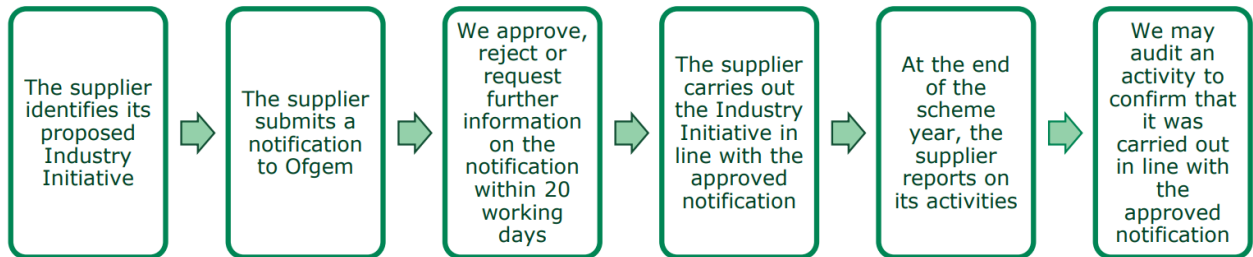 The supplier
identifies its
proposed
Industry
Initiative
The supplier
submits a
notification
to Ofgem
We approve,
reject or
request
further
information
on the
notification
within 20
working
days
The supplier
carries out
the Industry
Initiative in
line with the
approved
notification
At the end
of the
scheme
year, the
supplier
reports on
its activities
We may
audit an
activity to
confirm that
it was
carried out
in line with
the
approved
notification